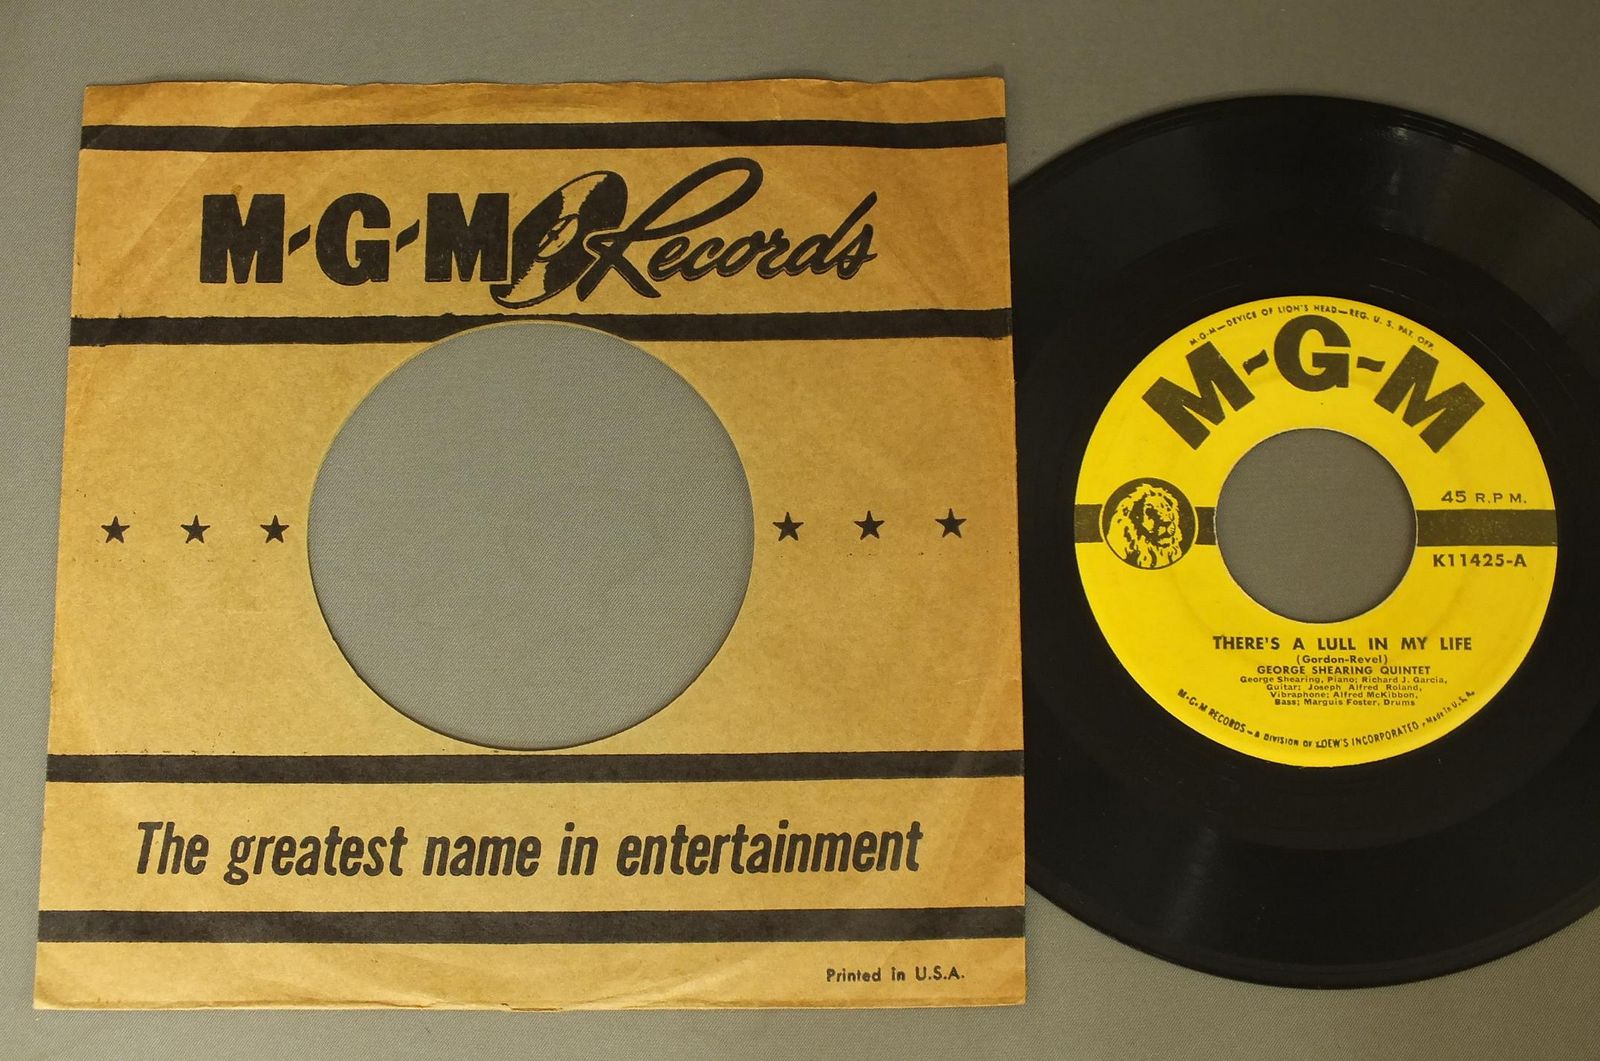 M-G-M Records
The greatest name in entertainment
Printed in U.S.A.
M-G-M—DEVICE OF LION'S HEAD—REG. U. S. PAT. OFF.
M-G-M
45 R.P.M.
K11425-A
THERE'S A LULL IN MY LIFE
(Gordon-Revel)
GEORGE SHEARING QUINTET
George Shearing, Piano; Richard J. Garcia,
Guitar; Joseph Alfred Roland,
Vibraphone; Alfred McKibbon,
Bass; Marquis Foster, Drums
M-G-M RECORDS—A DIVISION OF LOEW'S INCORPORATED, Made in U.S.A.